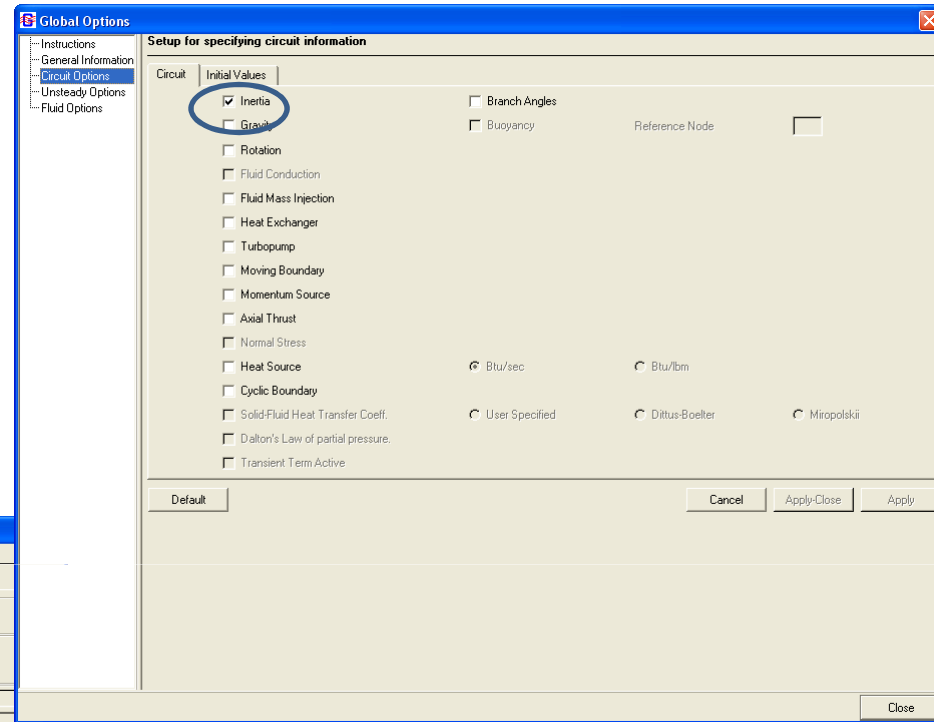 Global Options
Instructions
General Information
Circuit Options
Unsteady Options
Fluid Options
Setup for specifying circuit information
Circuit Initial Values
Inertia Branch Angles
Gravity Buoyancy Reference Node
Rotation
Fluid Conduction
Fluid Mass Injection
Heat Exchanger
Turbopump
Moving Boundary
Momentum Source
Axial Thrust
Normal Stress
Heat Source Btu/sec Btu/lbm
Cyclic Boundary
Solid-Fluid Heat Transfer Coeff. User Specified Dittus-Boelter Miropolskii
Dalton's Law of partial pressure.
Transient Term Active
Default Cancel Apply-Close Apply
Close